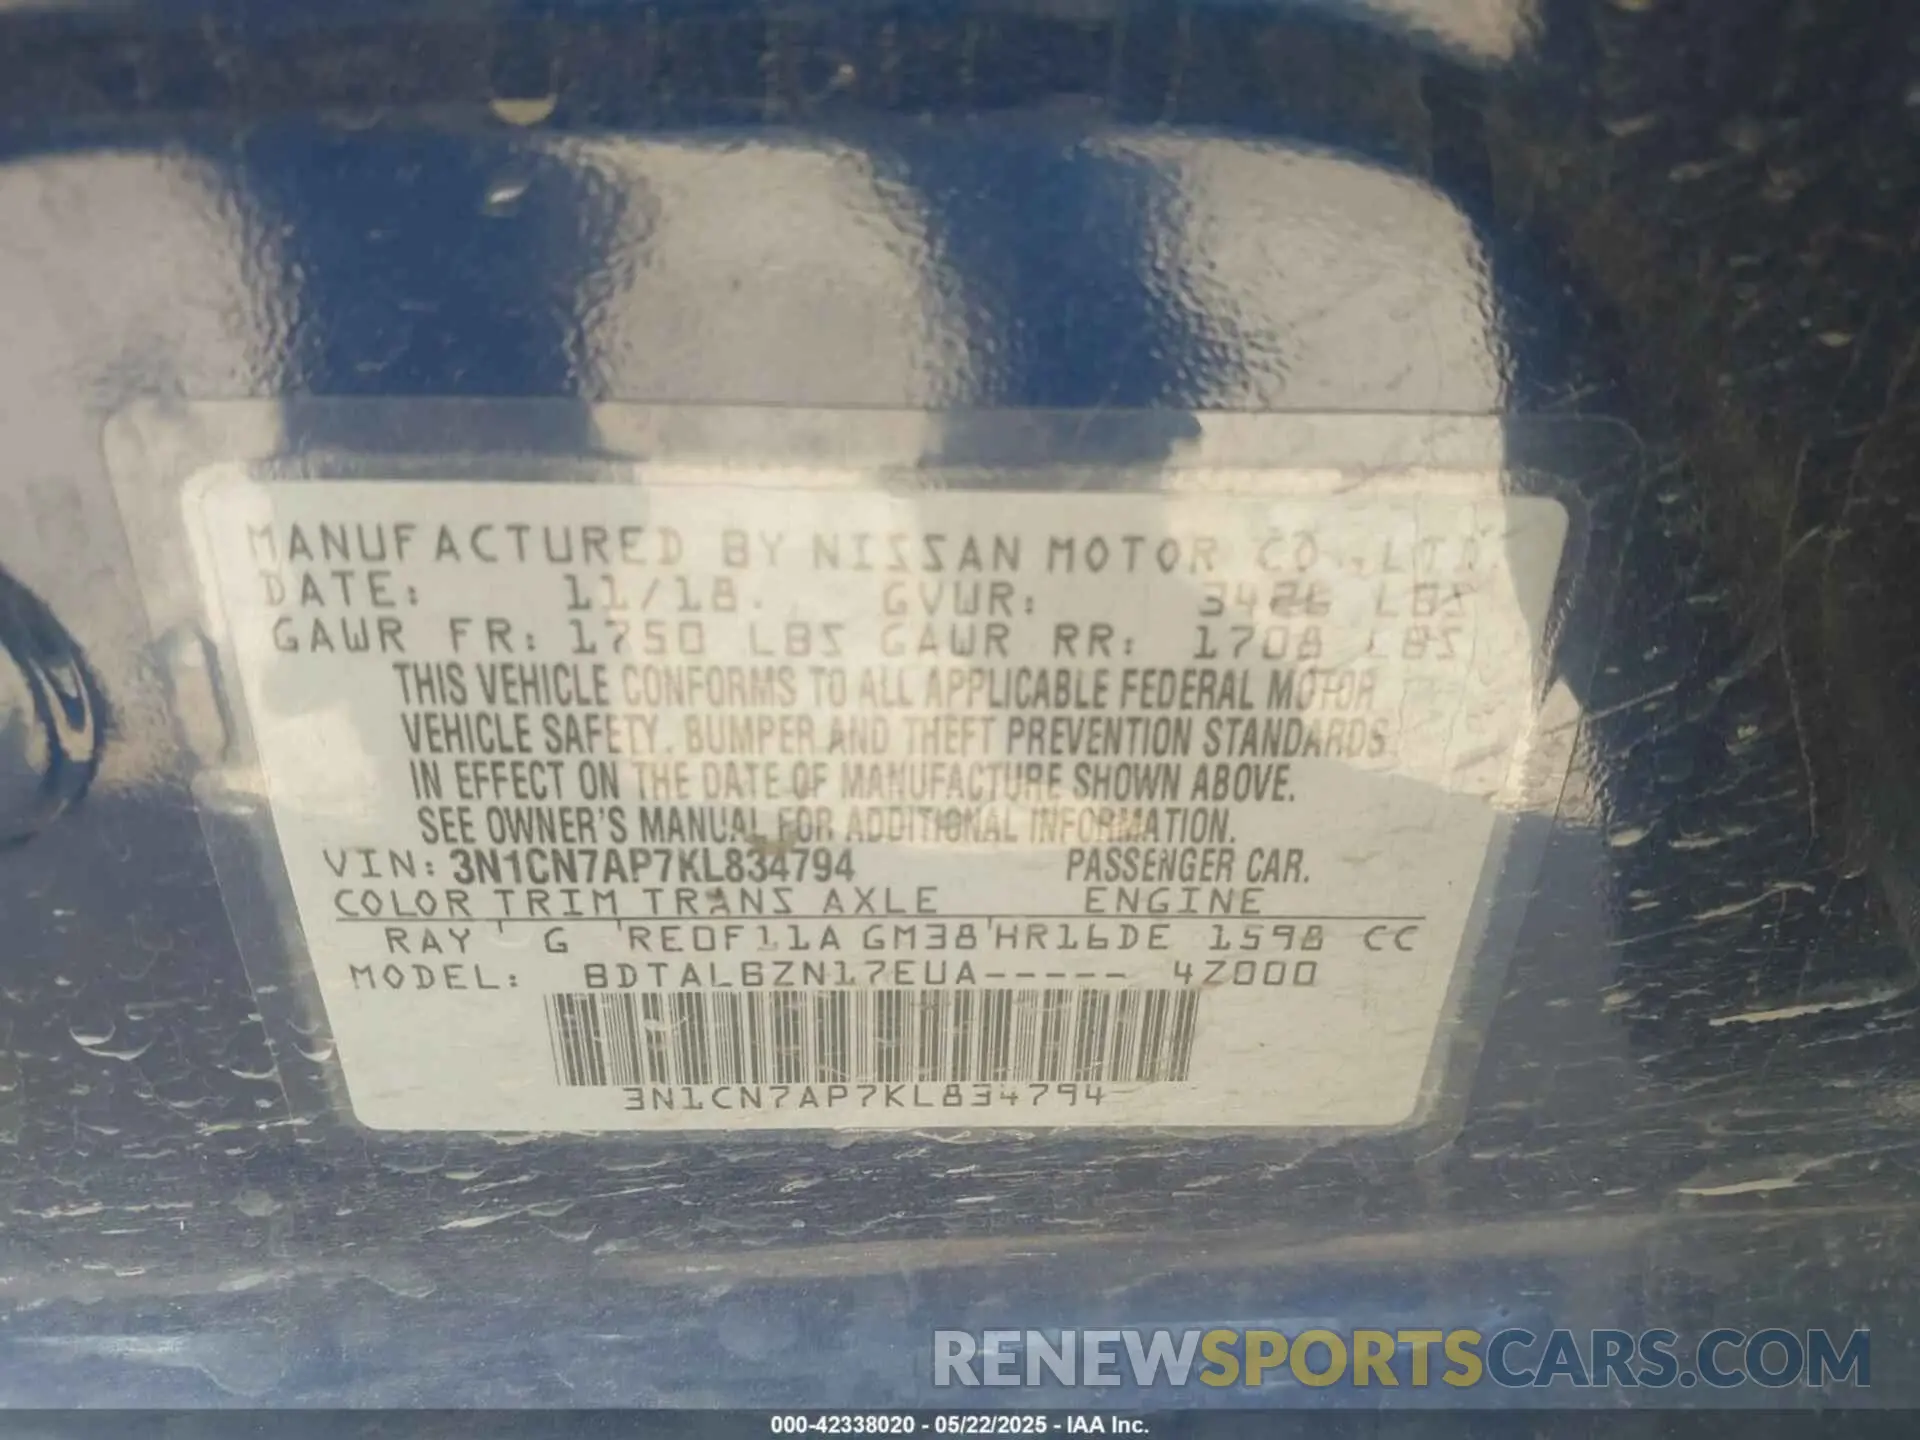 MANUFACTURED BY NISSAN MOTOR CO.,LTD.
DATE: 11/18. GVWR: 3426 LBS
GAWR FR: 1750 LBS GAWR RR: 1708 LBS
THIS VEHICLE CONFORMS TO ALL APPLICABLE FEDERAL MOTOR
VEHICLE SAFETY, BUMPER AND THEFT PREVENTION STANDARDS
IN EFFECT ON THE DATE OF MANUFACTURE SHOWN ABOVE.
SEE OWNER'S MANUAL FOR ADDITIONAL INFORMATION.
VIN: 3N1CN7AP7KL834794 PASSENGER CAR.
COLOR TRIM TRANS AXLE ENGINE
RAY ' G 'RE0F11A GM38'HR16DE 1598 CC
MODEL: BDTALBZN17EUA----- 4Z000
3N1CN7AP7KL834794
RENEWSPORTSCARS.COM
000-42338020 - 05/22/2025 - IAA Inc.